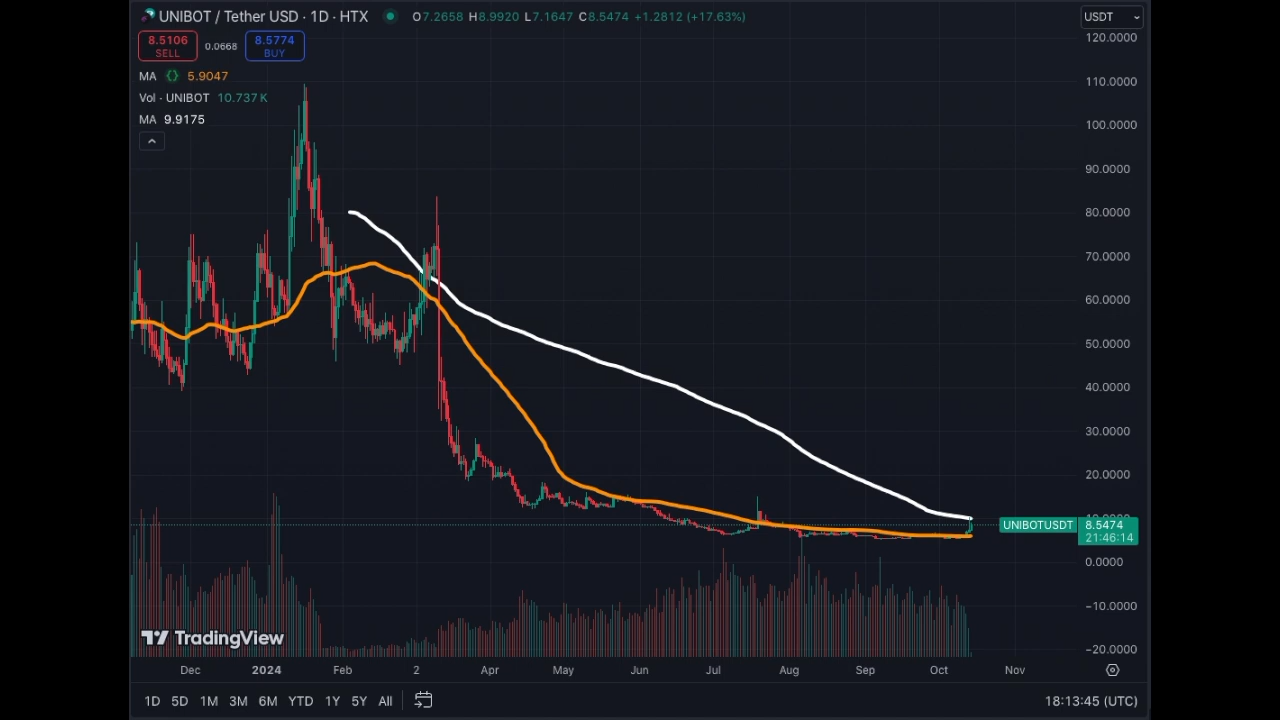 UNIBOT / Tether USD · 1D · HTX O7.2658 H8.9920 L7.1647 C8.5474 +1.2812 (+17.63%)
USDT
8.5106 0.0668 8.5774
SELL BUY
MA {} 5.9047
Vol · UNIBOT 10.737 K
MA 9.9175
120.0000
110.0000
100.0000
90.0000
80.0000
70.0000
60.0000
50.0000
40.0000
30.0000
20.0000
10.0000
UNIBOTUSDT 8.5474
21:46:14
0.0000
−10.0000
−20.0000
TradingView
Dec 2024 Feb 2 Apr May Jun Jul Aug Sep Oct Nov
1D 5D 1M 3M 6M YTD 1Y 5Y All 18:13:45 (UTC)